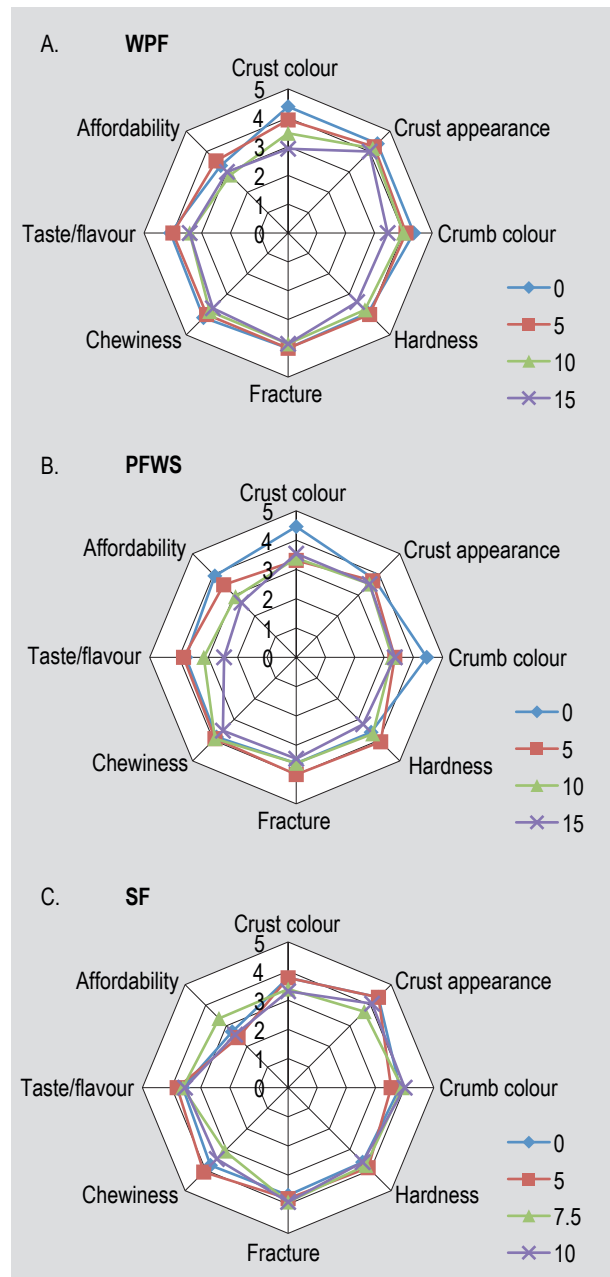 A. WPF
Crust colour
5
Affordability
4
Crust appearance
3
2
1
Taste/flavour
0
Crumb colour
0
5
Chewiness
Hardness
10
Fracture
15
B. PFWS
Crust colour
5
Affordability
4
Crust appearance
3
2
1
Taste/flavour
0
Crumb colour
0
5
Chewiness
Hardness
10
Fracture
15
C. SF
Crust colour
5
Affordability
4
Crust appearance
3
2
1
Taste/flavour
0
Crumb colour
0
5
Chewiness
Hardness
7.5
Fracture
10